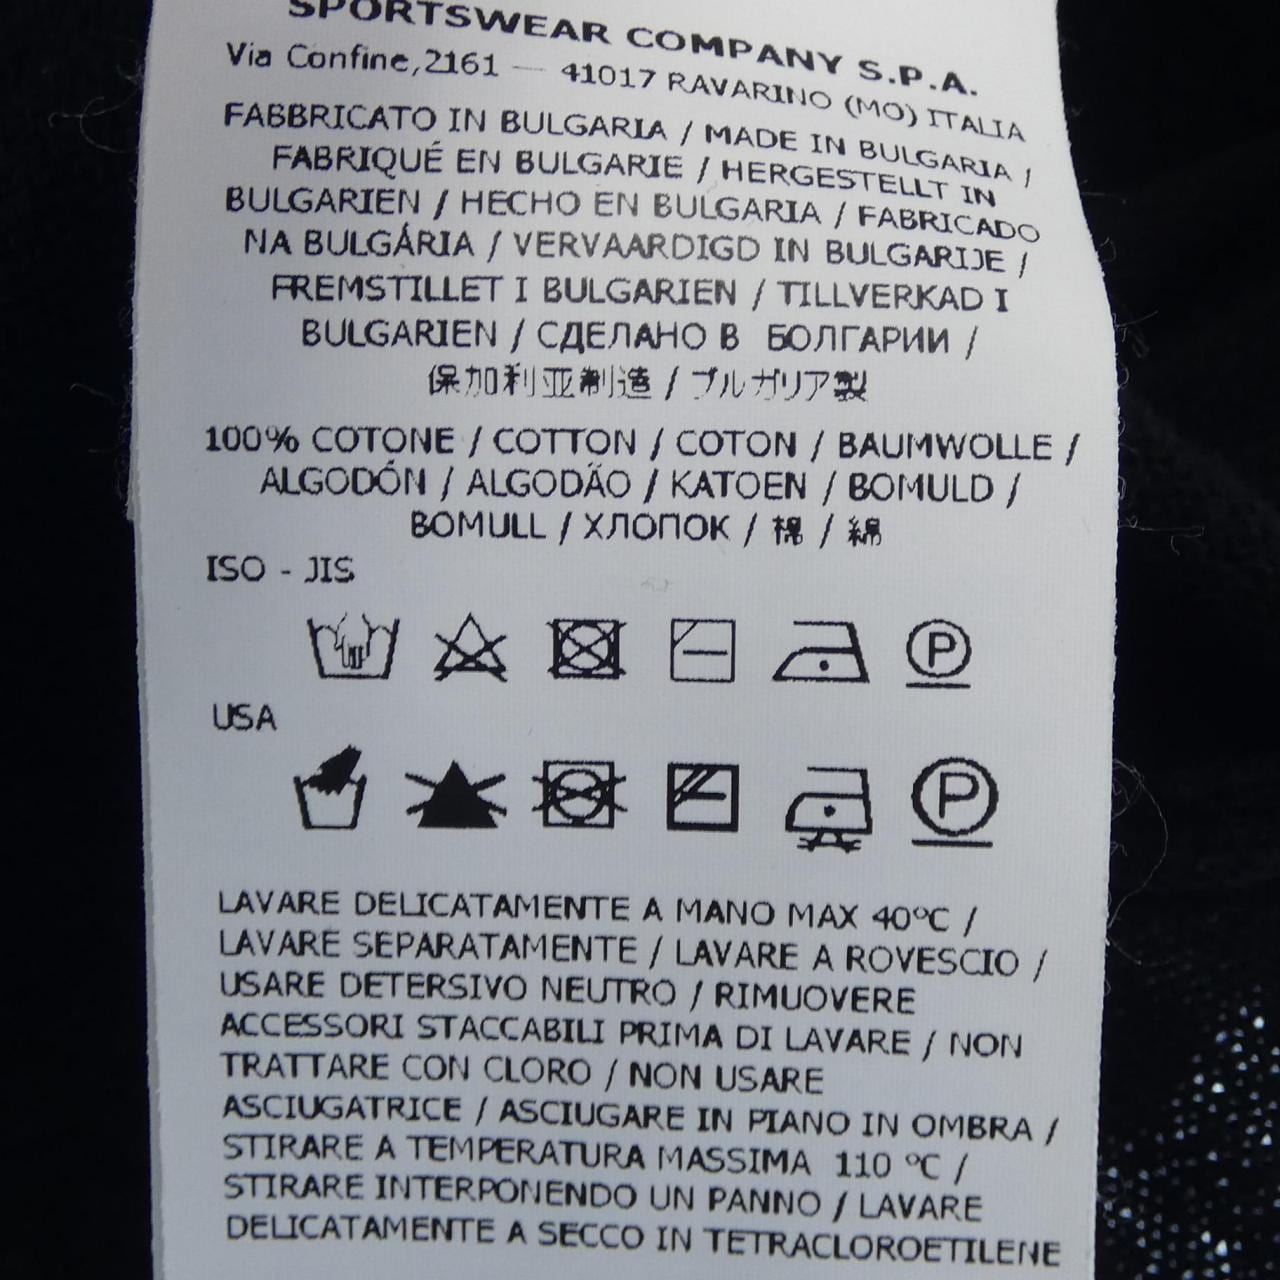 SPORTSWEAR COMPANY S.P.A.
Via Confine,2161 — 41017 RAVARINO (MO) ITALIA
FABBRICATO IN BULGARIA / MADE IN BULGARIA /
FABRIQUÉ EN BULGARIE / HERGESTELLT IN
BULGARIEN / HECHO EN BULGARIA / FABRICADO
NA BULGÁRIA / VERVAARDIGD IN BULGARIJE /
FREMSTILLET I BULGARIEN / TILLVERKAD I
BULGARIEN / СДЕЛАНО В БОЛГАРИИ /
保加利亚制造 / ブルガリア製
100% COTONE / COTTON / COTON / BAUMWOLLE /
ALGODÓN / ALGODÃO / KATOEN / BOMULD /
BOMULL / ХЛОПОК / 棉 / 綿
ISO - JIS
P
USA
P
LAVARE DELICATAMENTE A MANO MAX 40°C /
LAVARE SEPARATAMENTE / LAVARE A ROVESCIO /
USARE DETERSIVO NEUTRO / RIMUOVERE
ACCESSORI STACCABILI PRIMA DI LAVARE / NON
TRATTARE CON CLORO / NON USARE
ASCIUGATRICE / ASCIUGARE IN PIANO IN OMBRA /
STIRARE A TEMPERATURA MASSIMA 110 °C /
STIRARE INTERPONENDO UN PANNO / LAVARE
DELICATAMENTE A SECCO IN TETRACLOROETILENE